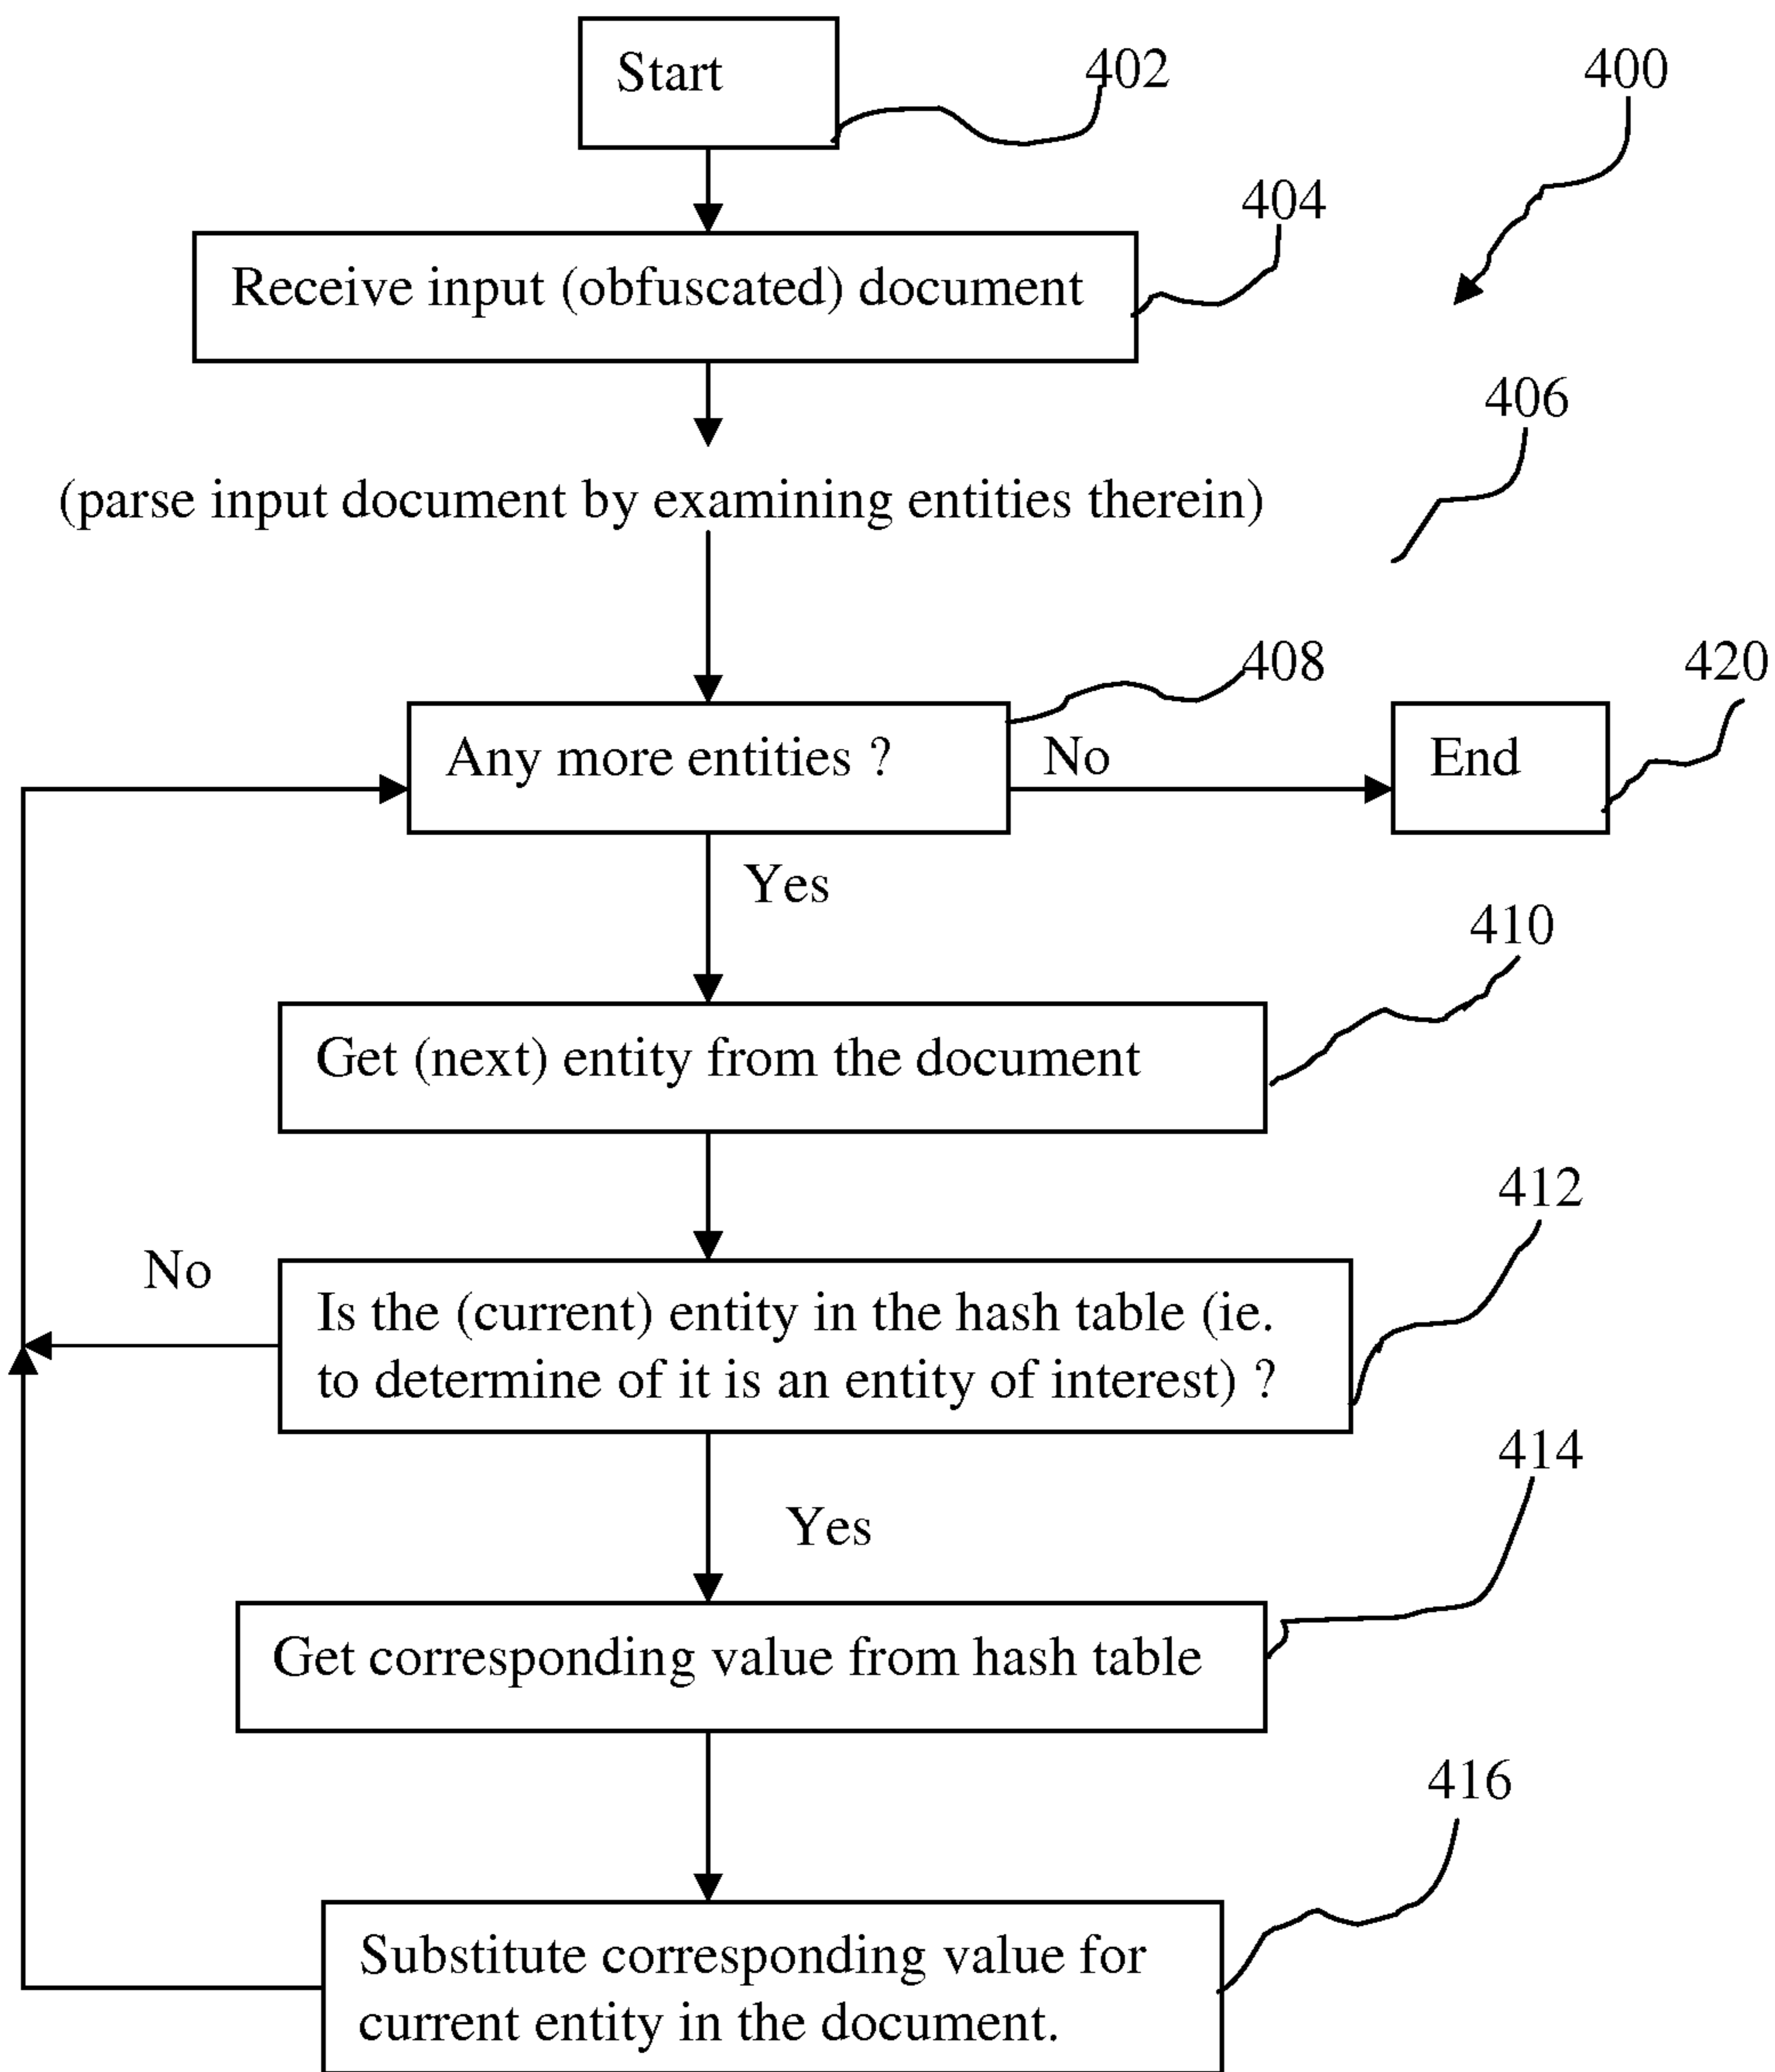 Start
402
400
404
Receive input (obfuscated) document
406
(parse input document by examining entities therein)
408
420
Any more entities ?
No
End
Yes
410
Get (next) entity from the document
412
No
Is the (current) entity in the hash table (ie.
to determine of it is an entity of interest) ?
414
Yes
Get corresponding value from hash table
416
Substitute corresponding value for
current entity in the document.